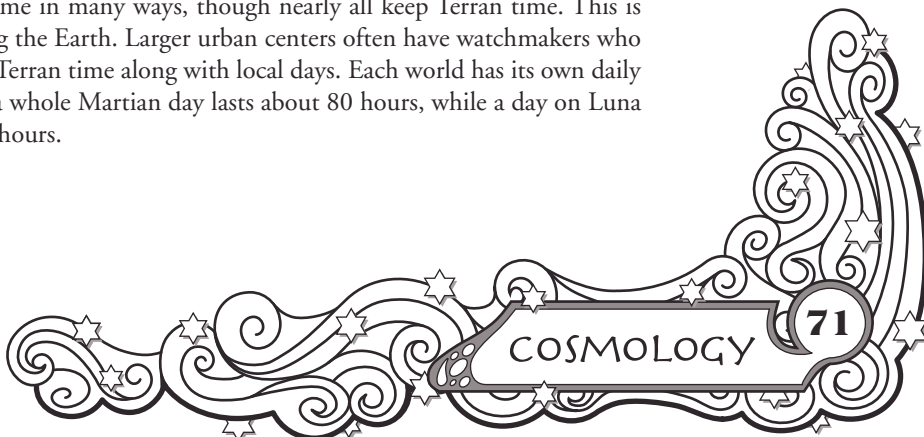 me in many ways, though nearly all keep Terran time. This is
g the Earth. Larger urban centers often have watchmakers who
Terran time along with local days. Each world has its own daily
whole Martian day lasts about 80 hours, while a day on Luna
hours.
COSMOLOGY
71